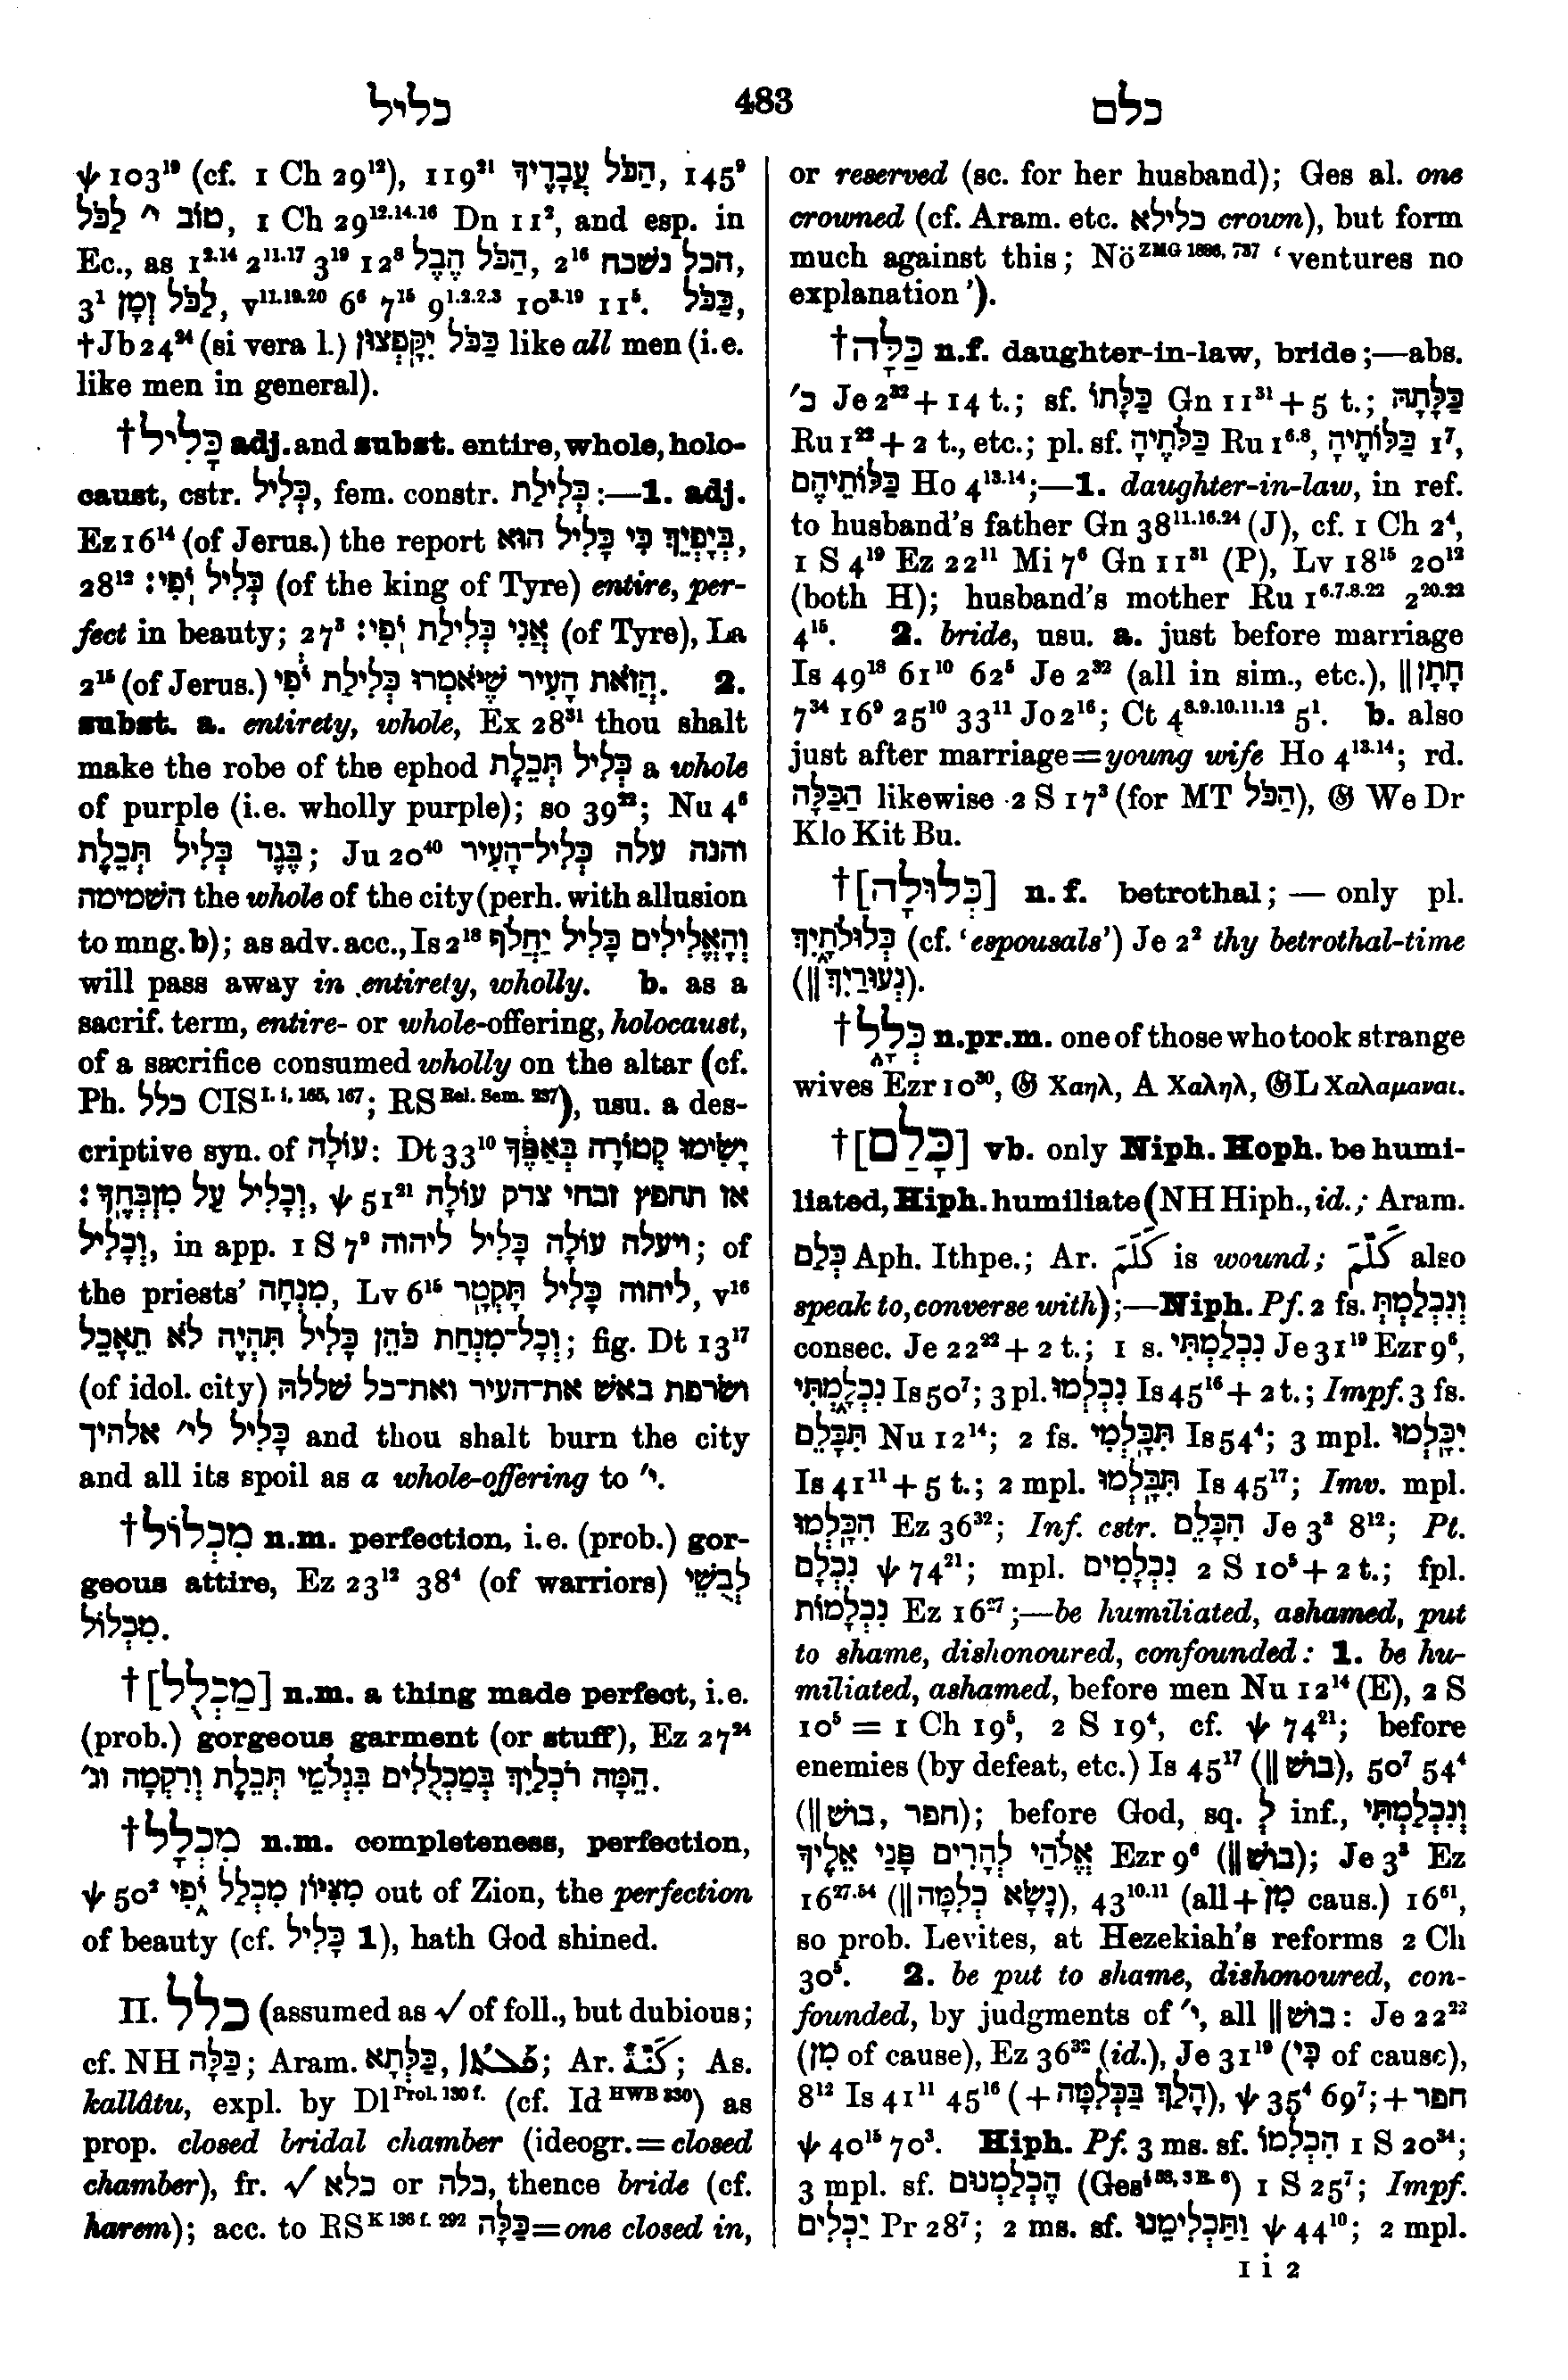 כליל
483
כלם
ψ 103¹⁹ (cf. 1 Ch 29¹²), 119⁹¹ הַכֹּל עֲבָדֶיךָ, 145⁹
טוֹב י׳ לַכֹּל, 1 Ch 29¹²·¹⁴·¹⁶ Dn 11², and esp. in
Ec., as 1²·¹⁴ 2¹¹·¹⁷ 3¹⁹ 12⁸ הַכֹּל הֶבֶל, 2¹⁶ הכל נשכח,
3¹ לַכֹּל זְמָן, v¹¹·¹⁹·²⁰ 6⁶ 7¹⁵ 9¹·²·²·³ 10³·¹⁹ 11⁵. כַּכֹּל,
†Jb 24²⁴ (si vera l.) כַּכֹּל יִקָּפְצוּן like all men (i.e.
like men in general).
†כָּלִיל adj. and subst. entire, whole, holo-
caust, cstr. כְּלִיל, fem. constr. כְּלִילַת :—1. adj.
Ez 16¹⁴ (of Jerus.) the report בְּיָפְיֵךְ כִּי כָּלִיל הוּא,
28¹² כְּלִיל יֹפִי׃ (of the king of Tyre) entire, per-
fect in beauty; 27³ אֲנִי כְּלִילַת יֹפִי׃ (of Tyre), La
2¹⁵ (of Jerus.) הֲזֹאת הָעִיר שֶׁיֹּאמְרוּ כְּלִילַת יֹפִי. 2.
subst. a. entirety, whole, Ex 28³¹ thou shalt
make the robe of the ephod כְּלִיל תְּכֵלֶת a whole
of purple (i.e. wholly purple); so 39²²; Nu 4⁶
בֶּגֶד כְּלִיל תְּכֵלֶת; Ju 20⁴⁰ והנה עלה כְלִיל־הָעִיר
השמימה the whole of the city (perh. with allusion
to mng. b); as adv. acc., Is 2¹⁸ וְהָאֱלִילִים כָּלִיל יַחֲלֹף
will pass away in entirety, wholly. b. as a
sacrif. term, entire- or whole-offering, holocaust,
of a sacrifice consumed wholly on the altar (cf.
Ph. כלל CIS I. i, 165, 167; RS Rel. Sem. 237), usu. a des-
criptive syn. of עוֹלָה: Dt 33¹⁰ יָשִׂימוּ קְטוֹרָה בְּאַפֶּךָ
וְכָלִיל עַל מִזְבְּחֶךָ׃, ψ 51²¹ אז תחפץ זבחי צדק עוֹלָה
וְכָלִיל, in app. 1 S 7⁹ ויעלה עוֹלָה כָּלִיל ליהוה; of
the priests' מִנְחָה, Lv 6¹⁵ ליהוה כָּלִיל תָּקְטָר, v¹⁶
וְכָל־מִנְחַת כֹּהֵן כָּלִיל תִּהְיֶה לֹא תֵאָכֵל; fig. Dt 13¹⁷
(of idol. city) ושׂרפת באש את־העיר ואת־כל שללהּ
כָּלִיל לי׳ אלהיך and thou shalt burn the city
and all its spoil as a whole-offering to י׳.
†מִכְלוֹל n.m. perfection, i.e. (prob.) gor-
geous attire, Ez 23¹² 38⁴ (of warriors) לְבֻשֵׁי
מִכְלוֹל.
†[מַכְלֻל] n.m. a thing made perfect, i.e.
(prob.) gorgeous garment (or stuff), Ez 27²⁴
הֵמָּה רֹכְלַיִךְ בְּמַכְלֻלִים בִּגְלֹמֵי תְּכֵלֶת וְרִקְמָה וג׳.
†מִכְלָל n.m. completeness, perfection,
ψ 50² מִצִּיּוֹן מִכְלַל יֹפִי out of Zion, the perfection
of beauty (cf. כָּלִיל 1), hath God shined.
II. כלל (assumed as √ of foll., but dubious;
cf. NH כַּלָּה; Aram. כַּלְּתָא, ; Ar. كَنَّة; As.
kallâtu, expl. by Dl Prol. 130 f. (cf. Id HWB 330) as
prop. closed bridal chamber (ideogr. = closed
chamber), fr. √ כלא or כלה, thence bride (cf.
harem); acc. to RS K 136 f. 292 כַּלָּה = one closed in,
or reserved (sc. for her husband); Ges al. one
crowned (cf. Aram. etc. כלילא crown), but form
much against this; Nö ZMG 1886, 737 ‘ventures no
explanation’).
†כַּלָּה n.f. daughter-in-law, bride;—abs.
כ׳ Je 2³² + 14 t.; sf. כַּלָּתוֹ Gn 11³¹ + 5 t.; כַּלָּתָהּ
Ru 1²² + 2 t., etc.; pl. sf. כַּלֹּתֶיהָ Ru 1⁶·⁸, כַּלּוֹתֶיהָ 1⁷,
כַּלּוֹתֵיהֶם Ho 4¹³·¹⁴;—1. daughter-in-law, in ref.
to husband's father Gn 38¹¹·¹⁶·²⁴ (J), cf. 1 Ch 2⁴,
1 S 4¹⁹ Ez 22¹¹ Mi 7⁶ Gn 11³¹ (P), Lv 18¹⁵ 20¹²
(both H); husband's mother Ru 1⁶·⁷·⁸·²² 2²⁰·²²
4¹⁵. 2. bride, usu. a. just before marriage
Is 49¹⁸ 61¹⁰ 62⁵ Je 2³² (all in sim., etc.), ‖חָתָן
7³⁴ 16⁹ 25¹⁰ 33¹¹ Jo 2¹⁶; Ct 4⁸·⁹·¹⁰·¹¹·¹² 5¹. b. also
just after marriage = young wife Ho 4¹³·¹⁴; rd.
הַכַּלָּה likewise 2 S 17³ (for MT הַכֹּל), 𝔊 We Dr
Klo Kit Bu.
†[כְּלוּלָה] n. f. betrothal; — only pl.
כְּלוּלֹתָיִךְ (cf. ‘espousals’) Je 2² thy betrothal-time
(‖נְעוּרַיִךְ).
†כְּלָל n.pr.m. one of those who took strange
wives Ezr 10³⁰, 𝔊 Χαηλ, A Χαληλ, 𝔊L Χαλαμαναι.
†[כָּלַם] vb. only Niph. Hoph. be humi-
liated, Hiph. humiliate (NH Hiph., id.; Aram.
כְּלַם Aph. Ithpe.; Ar. كَلَمَ is wound; كَلَّمَ also
speak to, converse with);—Niph. Pf. 2 fs. וְנִכְלַמְתְּ
consec. Je 22²² + 2 t.; 1 s. נִכְלַמְתִּי Je 31¹⁹ Ezr 9⁶,
נִכְלָמְתִּי Is 50⁷; 3 pl. נִכְלְמוּ Is 45¹⁶ + 2 t.; Impf. 3 fs.
תִּכָּלֵם Nu 12¹⁴; 2 fs. תִּכָּלְמִי Is 54⁴; 3 mpl. יִכָּלְמוּ
Is 41¹¹ + 5 t.; 2 mpl. תִּכָּלְמוּ Is 45¹⁷; Imv. mpl.
הִכָּלְמוּ Ez 36³²; Inf. cstr. הִכָּלֵם Je 3³ 8¹²; Pt.
נִכְלָם ψ 74²¹; mpl. נִכְלָמִים 2 S 10⁵ + 2 t.; fpl.
נִכְלָמוֹת Ez 16²⁷;—be humiliated, ashamed, put
to shame, dishonoured, confounded: 1. be hu-
miliated, ashamed, before men Nu 12¹⁴ (E), 2 S
10⁵ = 1 Ch 19⁵, 2 S 19⁴, cf. ψ 74²¹; before
enemies (by defeat, etc.) Is 45¹⁷ (‖בּוֹשׁ), 50⁷ 54⁴
(‖בוֹשׁ, חפר); before God, sq. לְ inf., וְנִכְלַמְתִּי
אֱלֹהַי לְהָרִים פָּנַי אֵלֶיךָ Ezr 9⁶ (‖בּוֹשׁ); Je 3³ Ez
16²⁷·⁵⁴ (‖נָשָׂא כְלִמָּה), 43¹⁰·¹¹ (all + מִן caus.) 16⁶¹,
so prob. Levites, at Hezekiah's reforms 2 Ch
30⁵. 2. be put to shame, dishonoured, con-
founded, by judgments of י׳, all ‖בּוֹשׁ: Je 22²²
(מִן of cause), Ez 36³² (id.), Je 31¹⁹ (כִּי of cause),
8¹² Is 41¹¹ 45¹⁶ (+ הָלַךְ בַּכְּלִמָּה), ψ 35⁴ 69⁷; + חפר
ψ 40¹⁵ 70³. Hiph. Pf. 3 ms. sf. הִכְלִמוֹ 1 S 20³⁴;
3 mpl. sf. הֶכְלַמְנוּם (Ges § 53, 3 R. 6) 1 S 25⁷; Impf.
יַכְלִים Pr 28⁷; 2 ms. sf. וַתַּכְלִימֵנוּ ψ 44¹⁰; 2 mpl.
I i 2